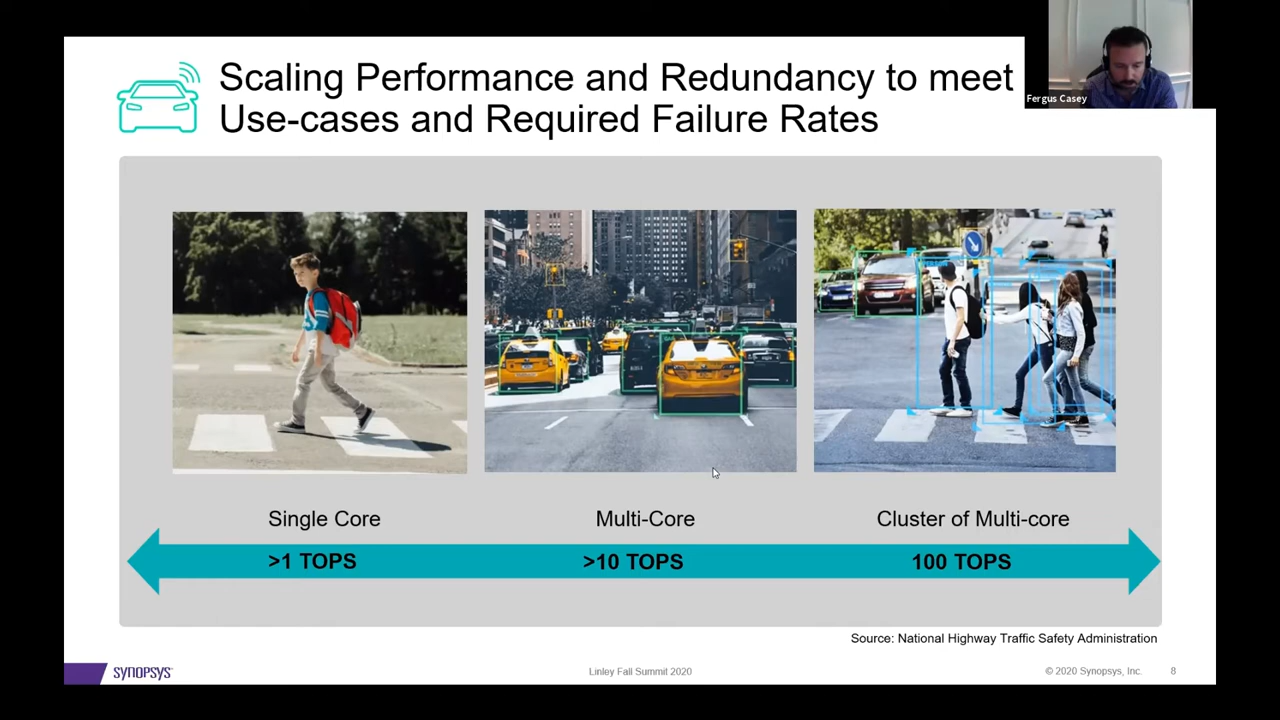 Scaling Performance and Redundancy to meet
Use-cases and Required Failure Rates
Fergus Casey
Single Core
Multi-Core
Cluster of Multi-core
>1 TOPS
>10 TOPS
100 TOPS
Source: National Highway Traffic Safety Administration
SYNOPSYS
Linley Fall Summit 2020
© 2020 Synopsys, Inc.
8